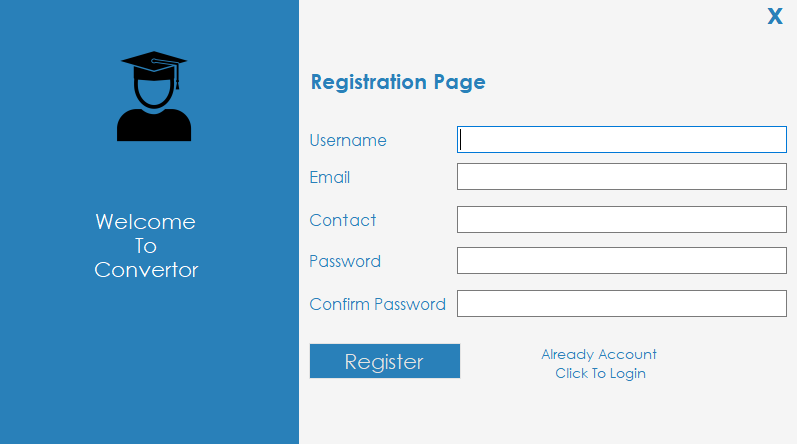 X
Registration Page
Username
Email
Contact
Password
Confirm Password
Register
Already Account
Click To Login
Welcome
To
Convertor